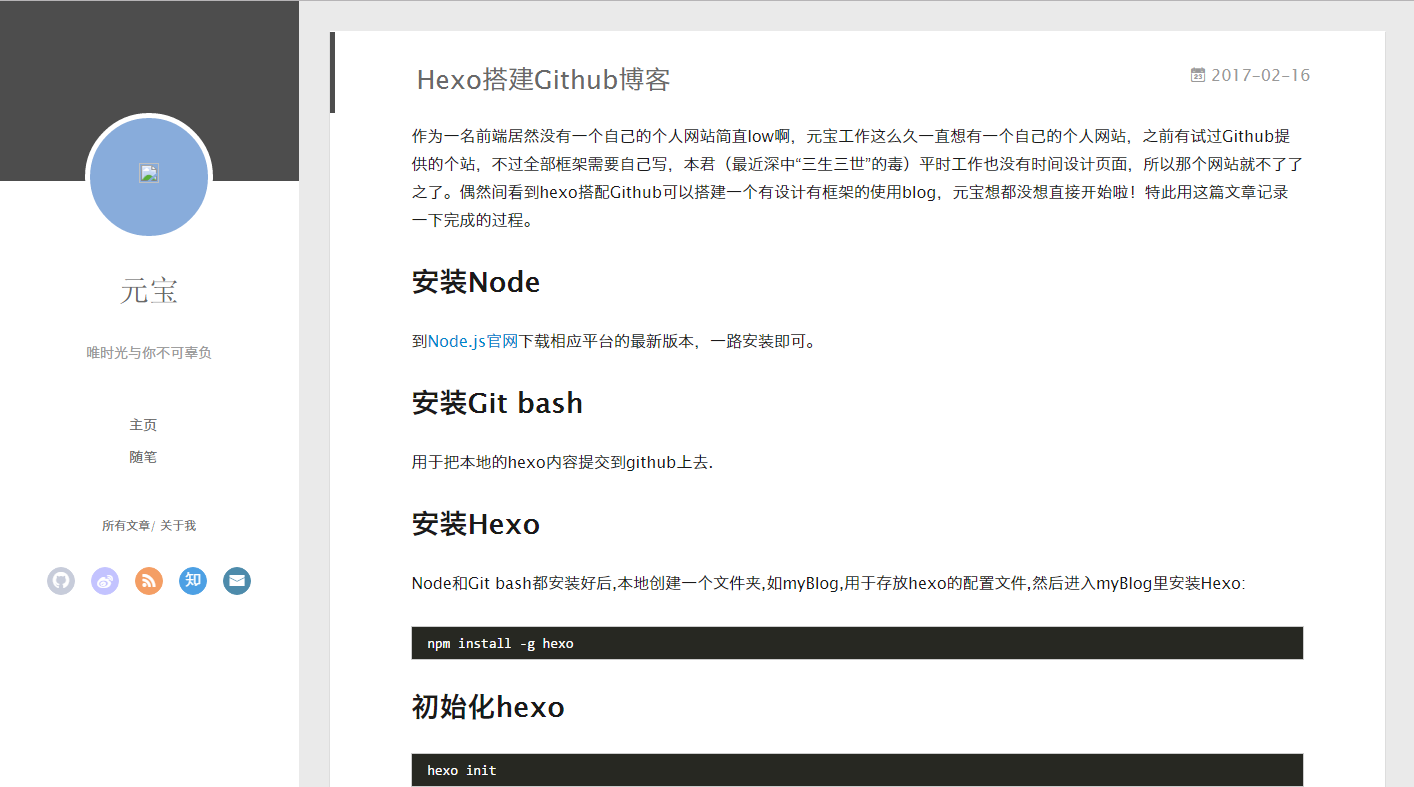 元宝
唯时光与你不可辜负
主页
随笔
所有文章/ 关于我
知
Hexo搭建Github博客
23 2017-02-16
作为一名前端居然没有一个自己的个人网站简直low啊，元宝工作这么久一直想有一个自己的个人网站，之前有试过Github提
供的个站，不过全部框架需要自己写，本君（最近深中“三生三世”的毒）平时工作也没有时间设计页面，所以那个网站就不了了
之了。偶然间看到hexo搭配Github可以搭建一个有设计有框架的使用blog，元宝想都没想直接开始啦！特此用这篇文章记录
一下完成的过程。
安装Node
到Node.js官网下载相应平台的最新版本，一路安装即可。
安装Git bash
用于把本地的hexo内容提交到github上去.
安装Hexo
Node和Git bash都安装好后,本地创建一个文件夹,如myBlog,用于存放hexo的配置文件,然后进入myBlog里安装Hexo:
npm install -g hexo
初始化hexo
hexo init